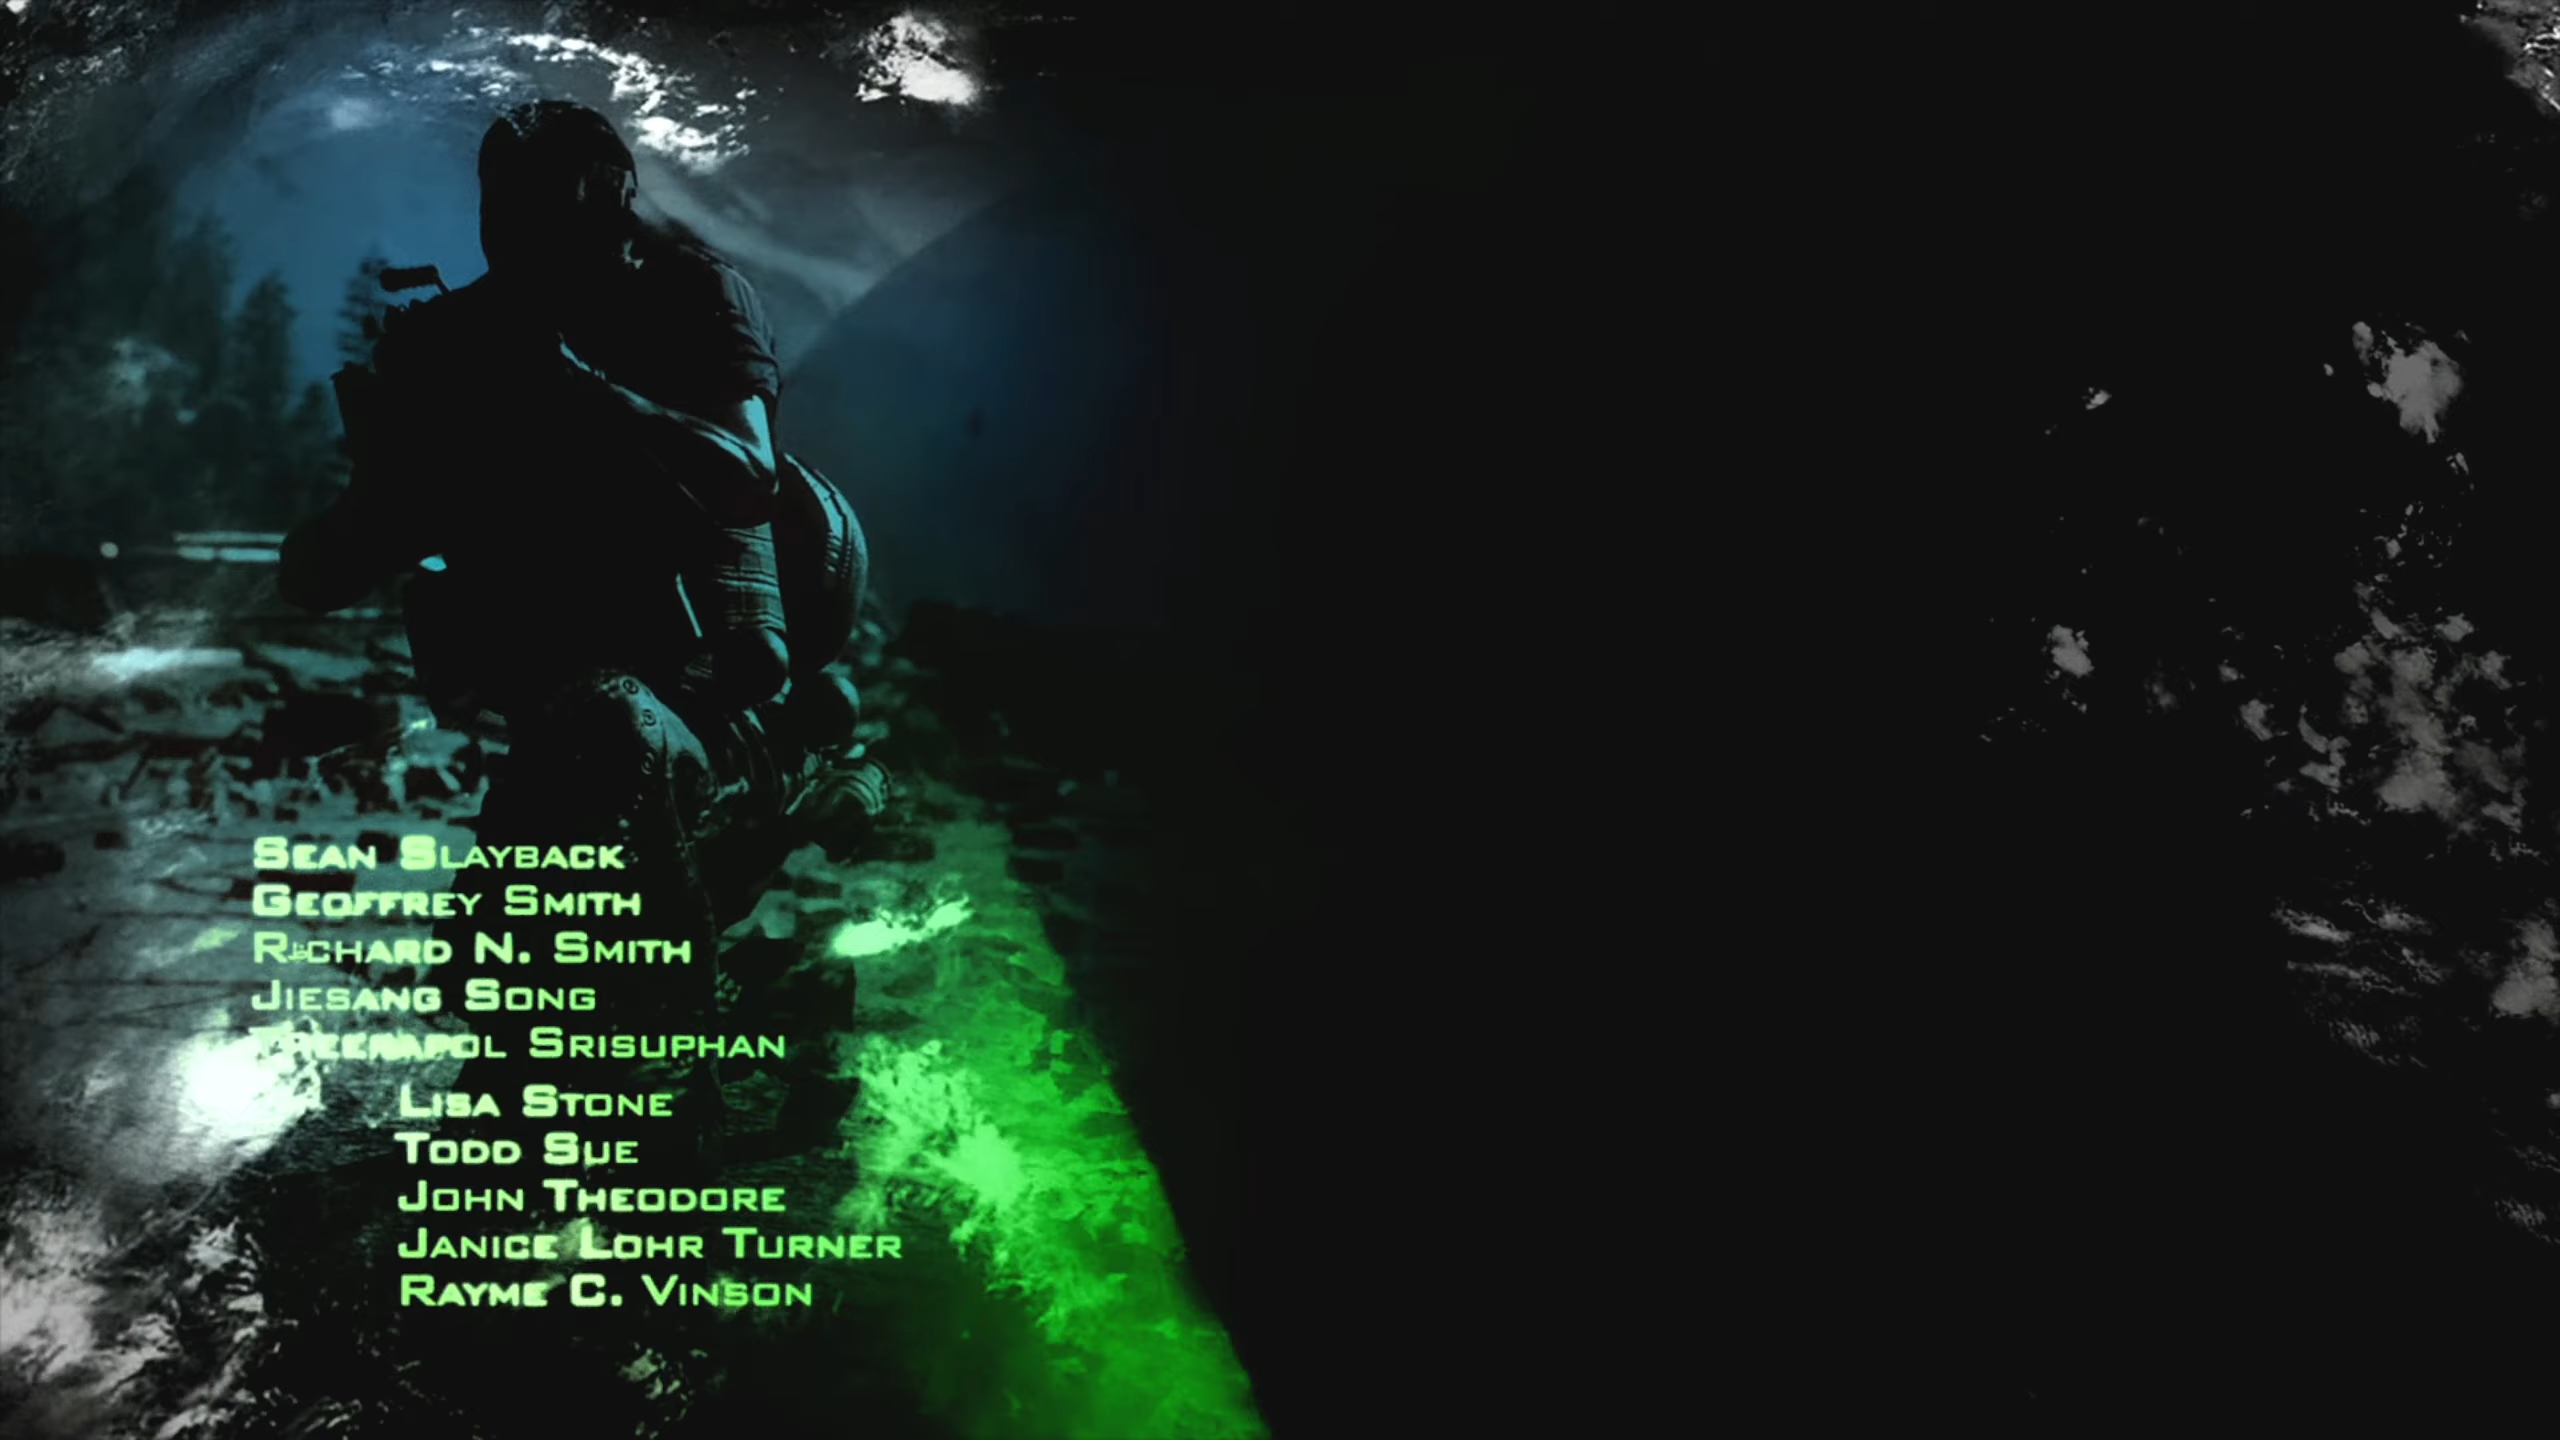 Sean Slayback
Geoffrey Smith
Richard N. Smith
Jiesang Song
Teerapol Srisuphan
Lisa Stone
Todd Sue
John Theodore
Janice Lohr Turner
Rayme C. Vinson